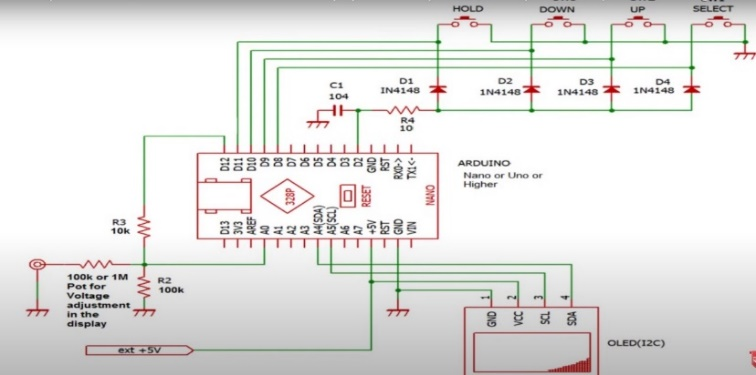 HOLD
DOWN
UP
SELECT
C1
104
D1
IN4148
D2
1N4148
D3
1N4148
D4
1N4148
R4
10
D12
D11
D10
D9
D8
D7
D6
D5
D4
D3
D2
GND
RST
RX0->
TX1<-
ARDUINO
Nano or Uno or
Higher
328P
RESET
NANO
D13
3V3
AREF
A0
A1
A2
A3
A4(SDA)
A5(SCL)
A6
A7
+5V
RST
GND
VIN
R3
10k
100k or 1M
Pot for
Voltage
adjustment
in the
display
R2
100k
ext +5V
1
2
3
4
GND
VCC
SCL
SDA
OLED(I2C)